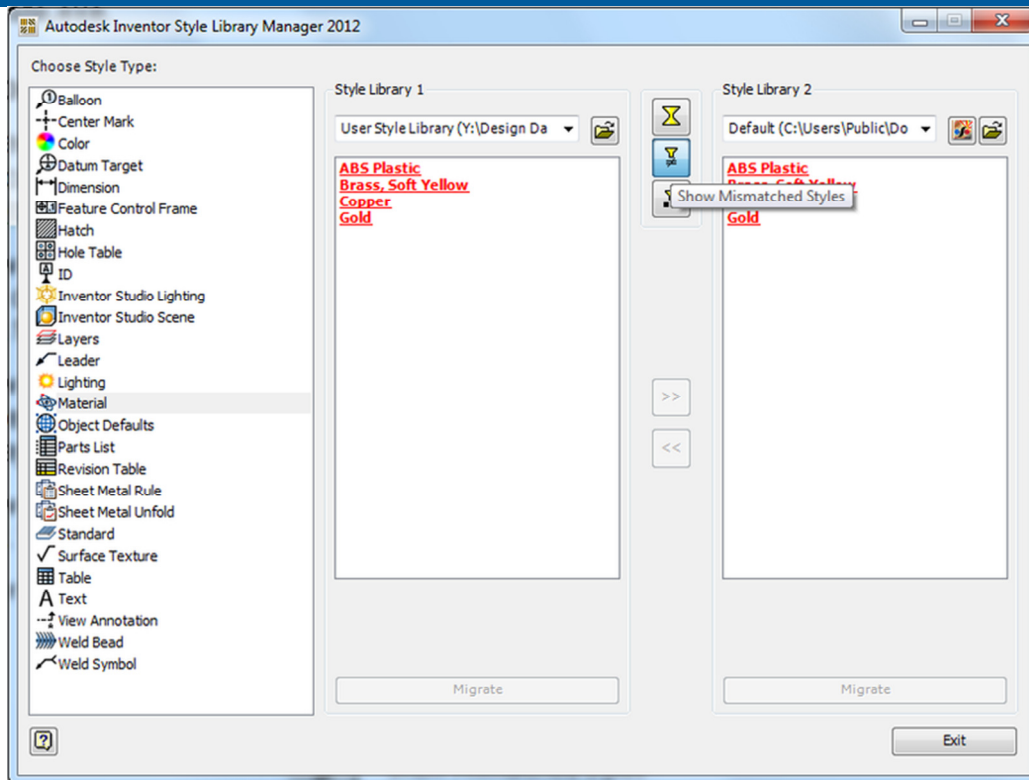 Autodesk Inventor Style Library Manager 2012
Choose Style Type:
Balloon
Center Mark
Color
Datum Target
Dimension
Feature Control Frame
Hatch
Hole Table
ID
Inventor Studio Lighting
Inventor Studio Scene
Layers
Leader
Lighting
Material
Object Defaults
Parts List
Revision Table
Sheet Metal Rule
Sheet Metal Unfold
Standard
Surface Texture
Table
Text
View Annotation
Weld Bead
Weld Symbol
Style Library 1
User Style Library (Y:\Design Da
ABS Plastic
Brass, Soft Yellow
Copper
Gold
Migrate
Show Mismatched Styles
>>
<<
Style Library 2
Default (C:\Users\Public\Do
ABS Plastic
Gold
Migrate
Exit